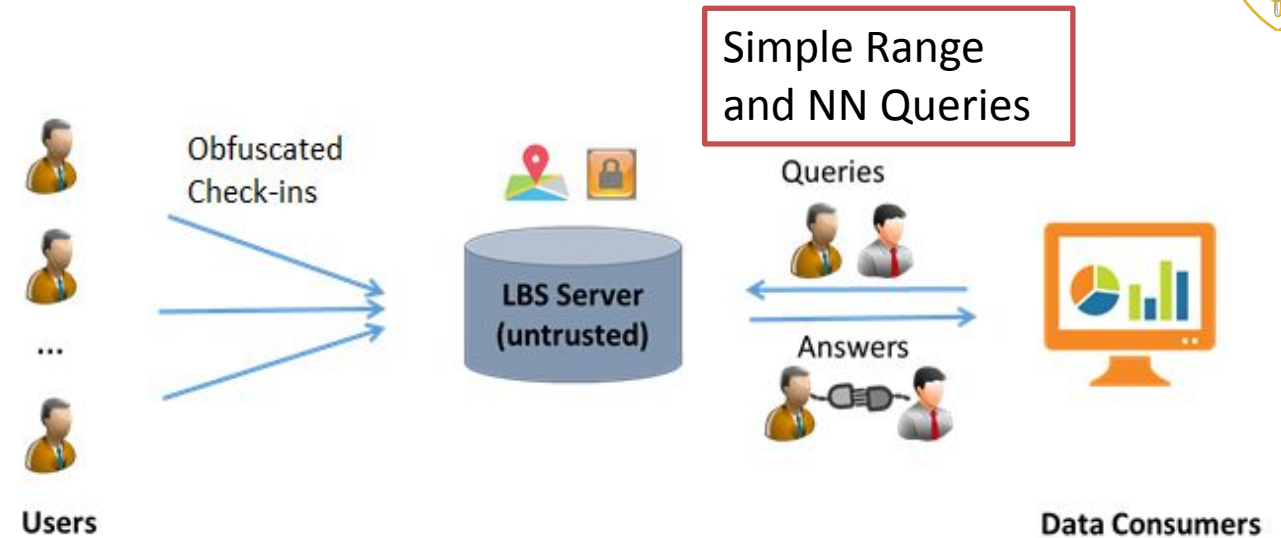 Simple Range
and NN Queries
Obfuscated
Check-ins
Queries
LBS Server
(untrusted)
Answers
...
Users
Data Consumers